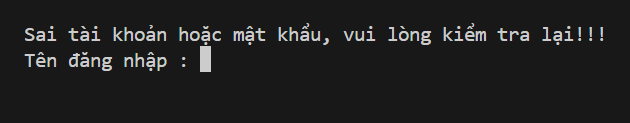 Sai tài khoản hoặc mật khẩu, vui lòng kiểm tra lại!!!
Tên đăng nhập :